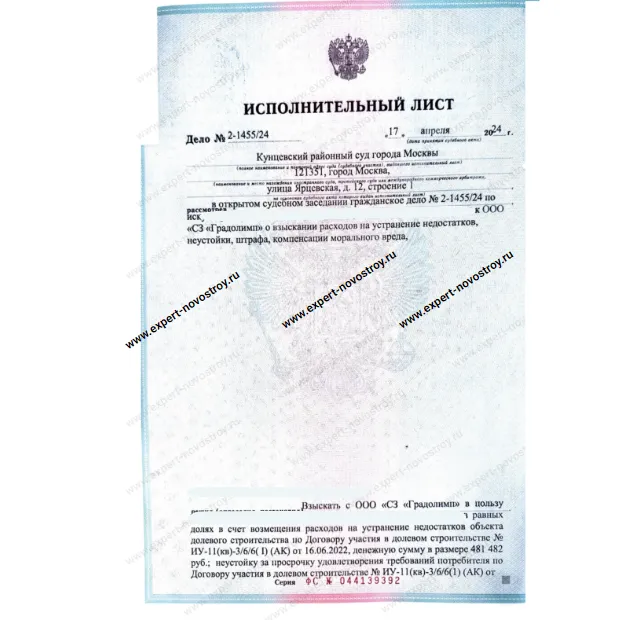 ИСПОЛНИТЕЛЬНЫЙ ЛИСТ
Дело № 2-1455/24 „17„ апреля 2024 г.
(дата принятия судебного акта)
Кунцевский районный суд города Москвы
121351, город Москва,
улица Ярцевская, д. 12, строение 1
в открытом судебном заседании гражданское дело № 2-1455/24 по
иск к ООО
«СЗ «Градолимп» о взыскании расходов на устранение недостатков,
неустойки, штрафа, компенсации морального вреда,
www.expert-novostroy.ru
www.expert-novostroy.ru
www.expert-novostroy.ru
Взыскать с ООО «СЗ «Градолимп» в пользу
равных
долях в счет возмещения расходов на устранение недостатков объекта
долевого строительства по Договору участия в долевом строительстве №
ИУ-11(кв)-3/6/6( 1) (АК) от 16.06.2022, денежную сумму в размере 481 482
руб.; неустойку за просрочку удовлетворения требований потребителя по
Договору участия в долевом строительстве № ИУ-11(кв)-3/6/6(1) (АК) от
Серия ФС № 044139392